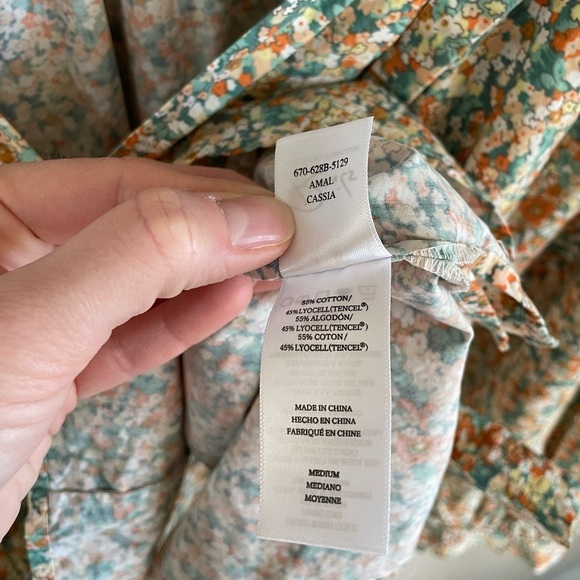 670-628B-5129
AMAL
CASSIA
55% COTTON/
45% LYOCELL(TENCEL®)
55% ALGODÓN/
45% LYOCELL(TENCEL®)
55% COTON/
45% LYOCELL(TENCEL®)
MADE IN CHINA
HECHO EN CHINA
FABRIQUÉ EN CHINE
MEDIUM
MEDIANO
MOYENNE